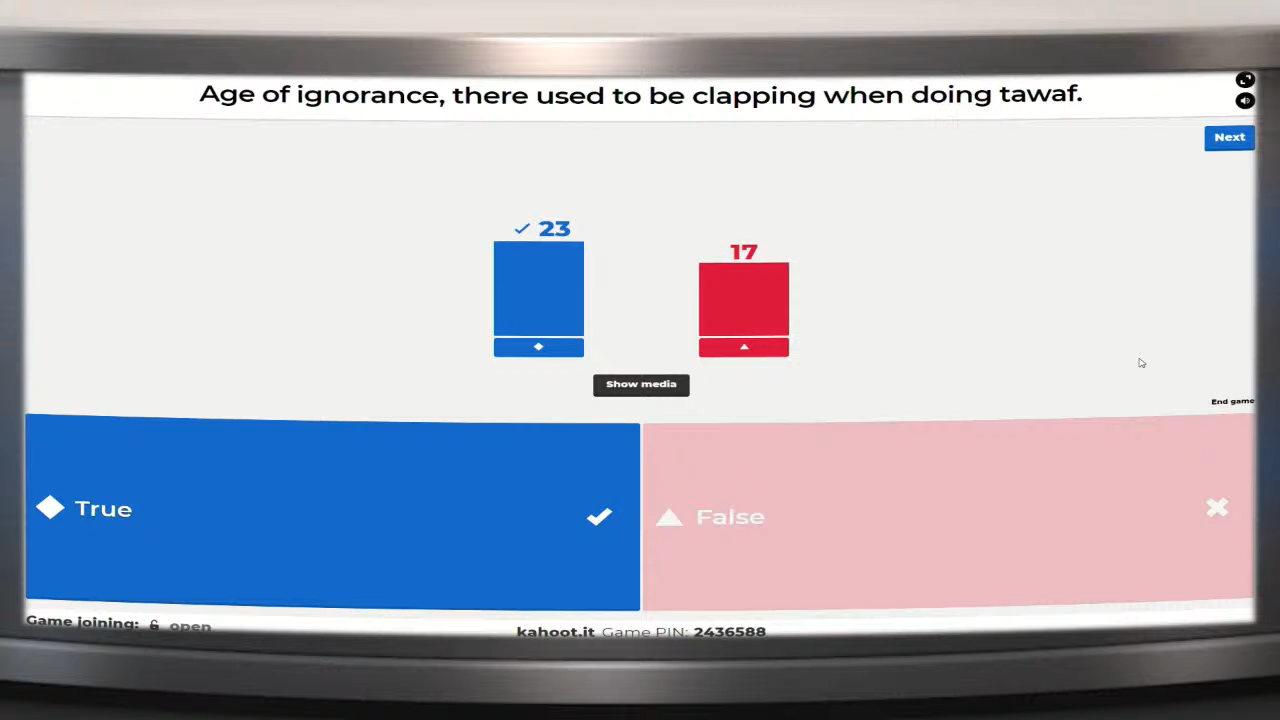 Age of ignorance, there used to be clapping when doing tawaf.
Next
23
17
Show media
End game
True
False
Game joining: open
kahoot.it Game PIN: 2436588